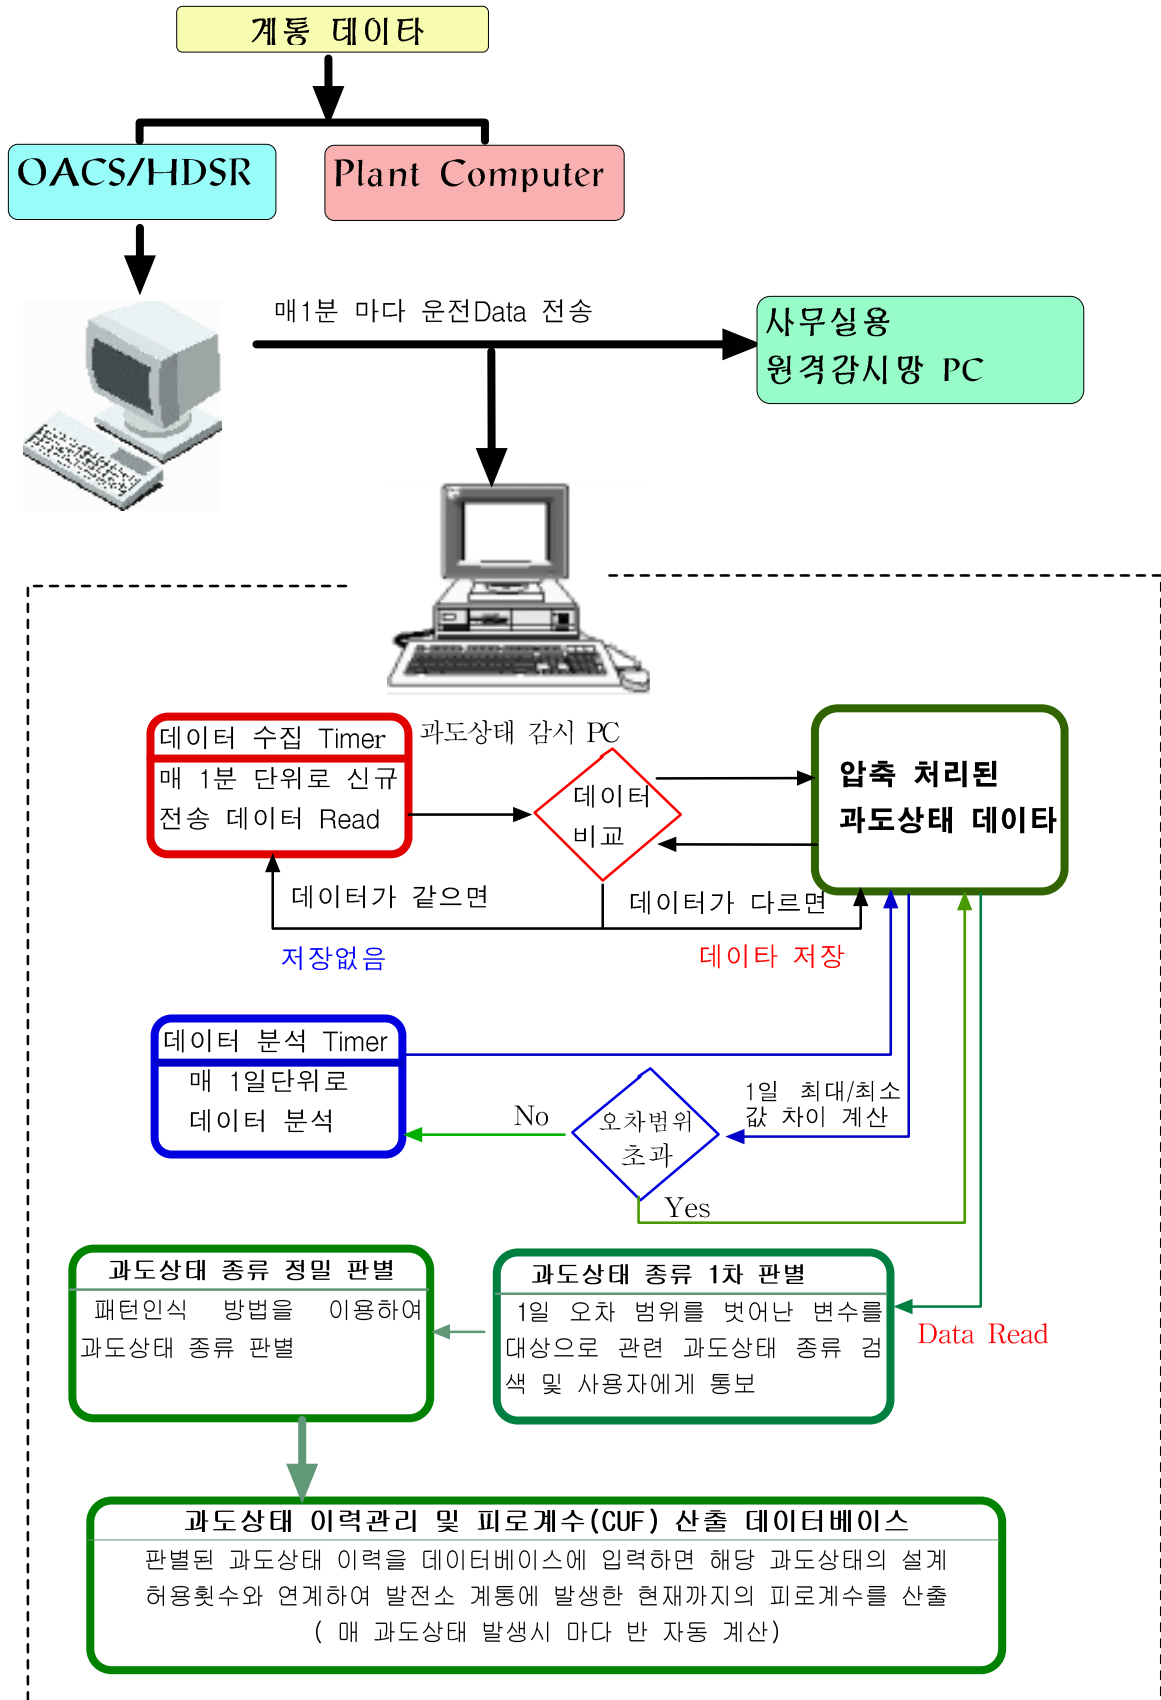 계통 데이타
OACS/HDSR
Plant Computer
매1분 마다 운전Data 전송
사무실용
원격감시망 PC
과도상태 감시 PC
데이터 수집 Timer
매 1분 단위로 신규
전송 데이터 Read
데이터
비교
압축 처리된
과도상태 데이타
데이터가 같으면
데이터가 다르면
저장없음
데이타 저장
데이터 분석 Timer
매 1일단위로
데이터 분석
No
오차범위
초과
1일 최대/최소
값 차이 계산
Yes
과도상태 종류 정밀 판별
패턴인식 방법을 이용하여
과도상태 종류 판별
과도상태 종류 1차 판별
1일 오차 범위를 벗어난 변수를
대상으로 관련 과도상태 종류 검
색 및 사용자에게 통보
Data Read
과도상태 이력관리 및 피로계수(CUF) 산출 데이터베이스
판별된 과도상태 이력을 데이터베이스에 입력하면 해당 과도상태의 설계
허용횟수와 연계하여 발전소 계통에 발생한 현재까지의 피로계수를 산출
( 매 과도상태 발생시 마다 반 자동 계산)